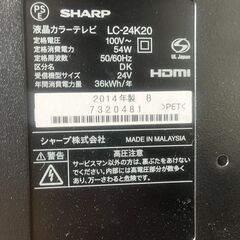 PS
E
SHARP
液晶カラーテレビ LC-24K20
定格電圧 100V~
定格消費電力 54W
定格周波数 50/60Hz
区分名 DK
受信機型サイズ 24V
年間消費電力量 36kWh/年
UL Japan
HDMI
2014年製 B
7320481
>PET<
シャープ株式会社 MADE IN MALAYSIA
警告 高圧注意
サービスマン以外の方は、裏ぶたをあけないで
ください。内部には高電圧部分が数多く
あり、万一さわると危険です。